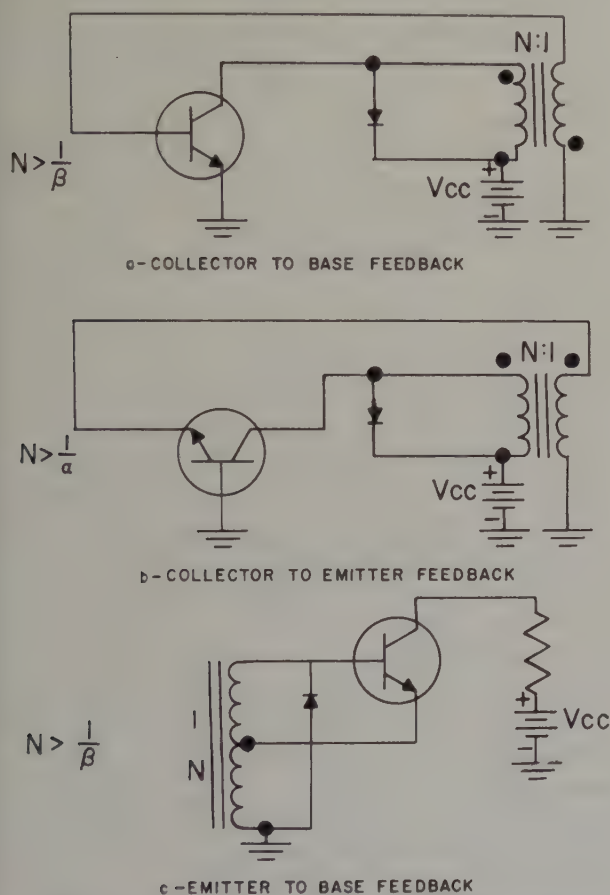 N:1
N > 1/β
+
Vcc
-
a-COLLECTOR TO BASE FEEDBACK
N:1
N > 1/α
+
Vcc
-
b-COLLECTOR TO EMITTER FEEDBACK
1
N
N > 1/β
+
Vcc
-
c-EMITTER TO BASE FEEDBACK